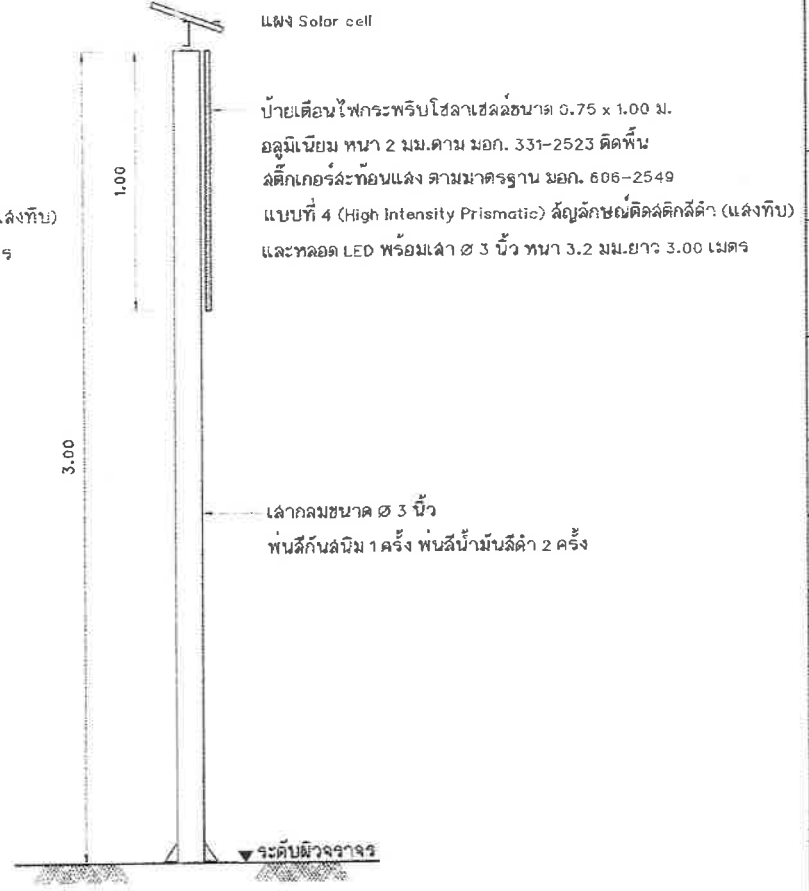 แผง Solar cell
ป้ายเตือนไฟกระพริบโซลาเซลล์ขนาด 0.75 x 1.00 ม.
อลูมิเนียม หนา 2 มม.ตาม มอก. 331-2523 ติดพื้น
สติ๊กเกอร์สะท้อนแสง ตามมาตรฐาน มอก. 606-2549
แบบที่ 4 (High Intensity Prismatic) สัญลักษณ์ติดสติกสีดำ (แสงทึบ)
และหลอด LED พร้อมเสา Ø 3 นิ้ว หนา 3.2 มม.ยาว 3.00 เมตร
แสงทึบ)
ร
1.00
3.00
เสากลมขนาด Ø 3 นิ้ว
พ่นสีกันสนิม 1 ครั้ง พ่นสีน้ำมันสีดำ 2 ครั้ง
ระดับผิวจราจร